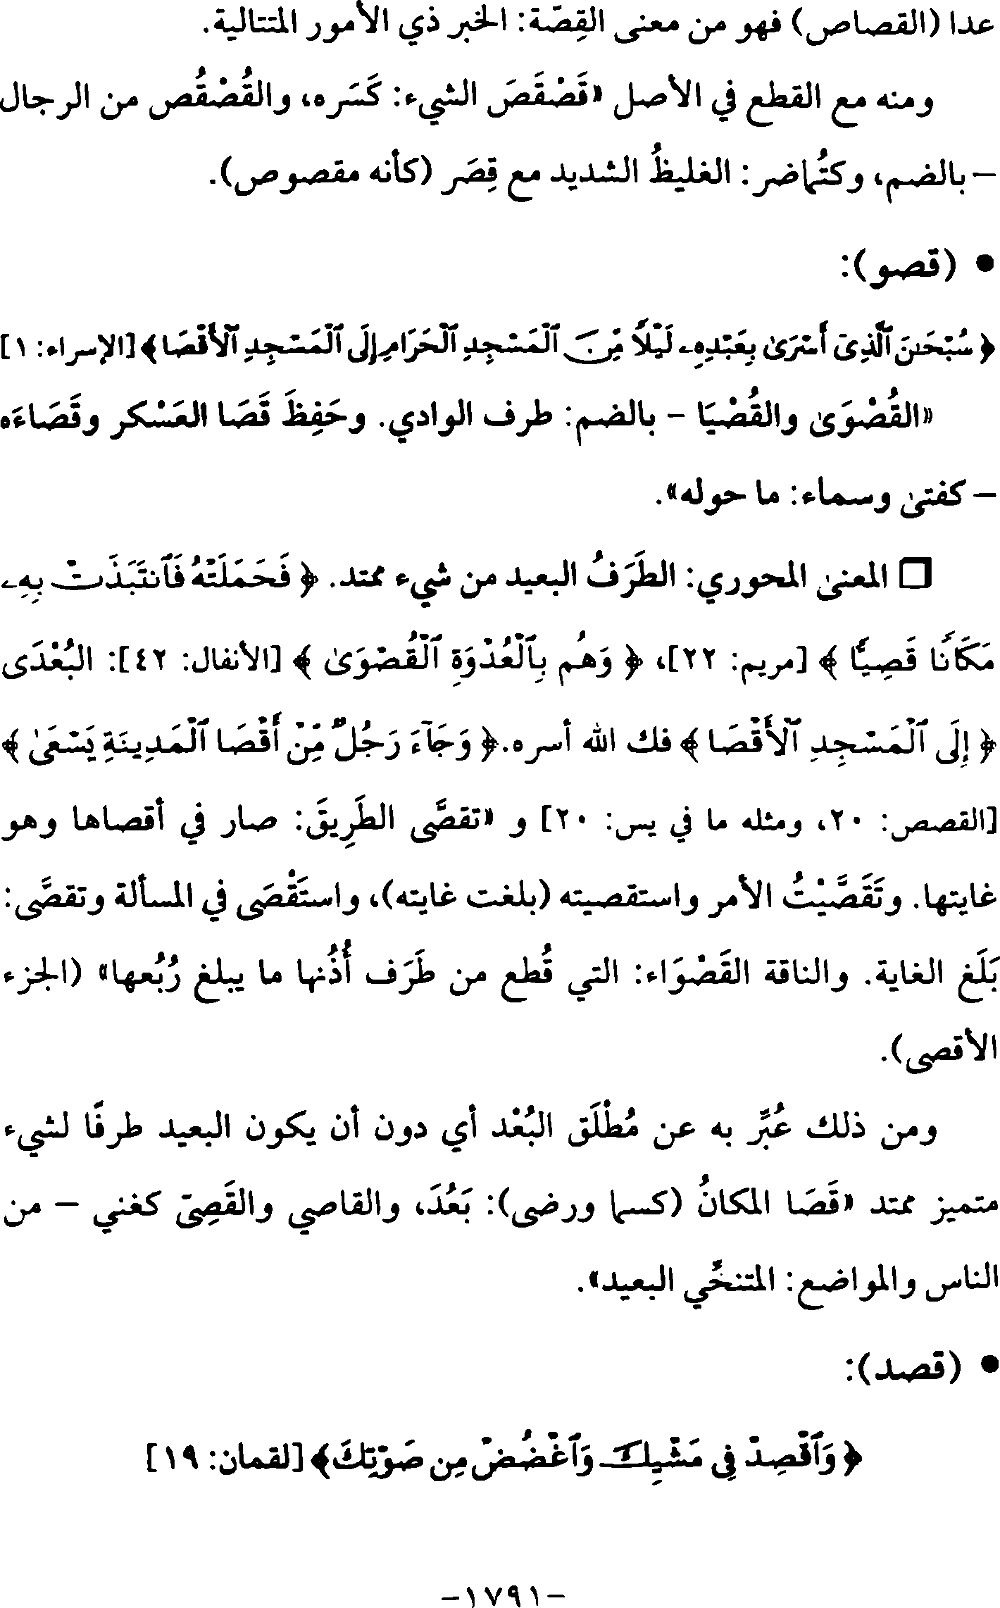 عدا (القصاص) فهو من معنى القِصّة: الخبر ذي الأمور المتتالية.
ومنه مع القطع في الأصل «قَصْقَصَ الشيء: كَسَره، والقُصْقُص من الرجال
– بالضم، وكتُماضر: الغليظُ الشديد مع قِصَر (كأنه مقصوص).
• (قصو):
﴿ سُبْحَٰنَ ٱلَّذِىٓ أَسْرَىٰ بِعَبْدِهِۦ لَيْلًا مِّنَ ٱلْمَسْجِدِ ٱلْحَرَامِ إِلَى ٱلْمَسْجِدِ ٱلْأَقْصَا ﴾ [الإسراء: ١]
«القُصْوَىٰ والقُصْيَا – بالضم: طرف الوادي. وحَفِظَ قَصَا العَسْكر وقَصَاءَه
– كفتىٰ وسماء: ما حوله».
□ المعنىٰ المحوري: الطَرَفُ البعيد من شيء ممتد. ﴿ فَحَمَلَتْهُ فَٱنتَبَذَتْ بِهِۦ
مَكَانًا قَصِيًّا ﴾ [مريم: ٢٢]، ﴿ وَهُم بِٱلْعُدْوَةِ ٱلْقُصْوَىٰ ﴾ [الأنفال: ٤٢]: البُعْدَى
﴿ إِلَى ٱلْمَسْجِدِ ٱلْأَقْصَا ﴾ فك الله أسره. ﴿ وَجَآءَ رَجُلٌ مِّنْ أَقْصَا ٱلْمَدِينَةِ يَسْعَىٰ ﴾
[القصص: ٢٠، ومثله ما في يس: ٢٠] و «تقصَّى الطَرِيقَ: صار في أقصاها وهو
غايتها. وتَقَصَّيْتُ الأمر واستقصيته (بلغت غايته)، واستَقْصَى في المسألة وتقصَّى:
بَلَغ الغاية. والناقة القَصْوَاء: التي قُطع من طَرَف أُذُنها ما يبلغ رُبُعها» (الجزء
الأقصى).
ومن ذلك عُبِّر به عن مُطْلَق البُعْد أي دون أن يكون البعيد طرفًا لشيء
متميز ممتد «قَصَا المكانُ (كسما ورضى): بَعُدَ، والقاصي والقَصِيّ كغني – من
الناس والمواضع: المتنحِّي البعيد».
• (قصد):
﴿ وَٱقْصِدْ فِى مَشْيِكَ وَٱغْضُضْ مِن صَوْتِكَ ﴾ [لقمان: ١٩]
–١٧٩١–